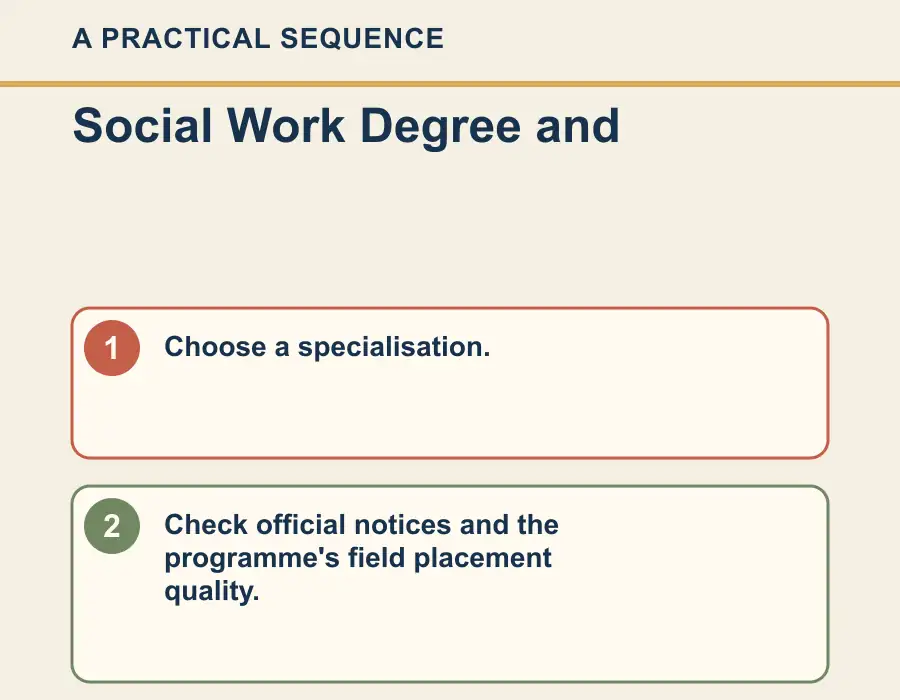 A PRACTICAL SEQUENCE
Social Work Degree and
1
Choose a specialisation.
2
Check official notices and the
programme's field placement
quality.